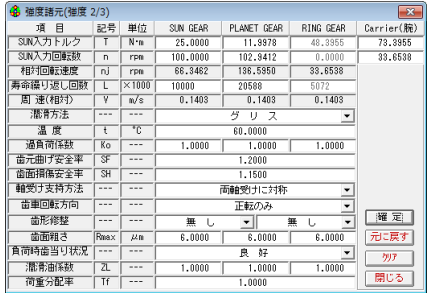 強度諸元(強度 2/3)
項 目 記号 単位 SUN GEAR PLANET GEAR RING GEAR Carrier(腕)
SUN入力トルク T N･m 25.0000 11.9978 48.3955 73.3955
SUN入力回転数 n rpm 100.0000 102.9412 0.0000 33.6538
相対回転速度 nj rpm 66.3462 136.5950 33.6538
寿命繰り返し回数 L ×1000 10000 20588 5072
周 速(相対) V m/s 0.1403 0.1403 0.1403
潤滑方法 --- --- グ リ ス
温 度 t ℃ 60.0000
過負荷係数 Ko --- 1.0000 1.0000 1.0000
歯元曲げ安全率 SF --- 1.2000
歯面損傷安全率 SH --- 1.1500
軸受け支持方法 --- --- 両軸受けに対称
歯車回転方向 --- --- 正転のみ
歯形修整 --- --- 無 し 無 し
歯面粗さ Rmax μm 6.0000 6.0000 6.0000
負荷時歯当り状況 --- --- 良 好
潤滑油係数 ZL --- 1.0000 1.0000 1.0000
荷重分配率 Tf --- 1.0000
確 定
元に戻す
クリア
閉じる